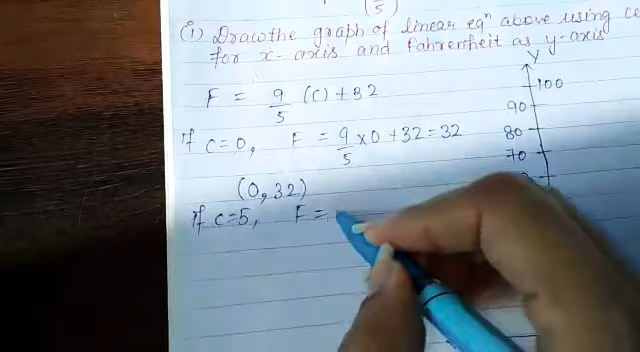 (9/5)
(i) Draw the graph of linear eqⁿ above using
for x-axis and fahrenheit as y-axis
F = 9/5 (C) + 32
If C=0, F = 9/5 × 0 + 32 = 32
(0, 32)
If C=5, F =
Y
100
90
80
70